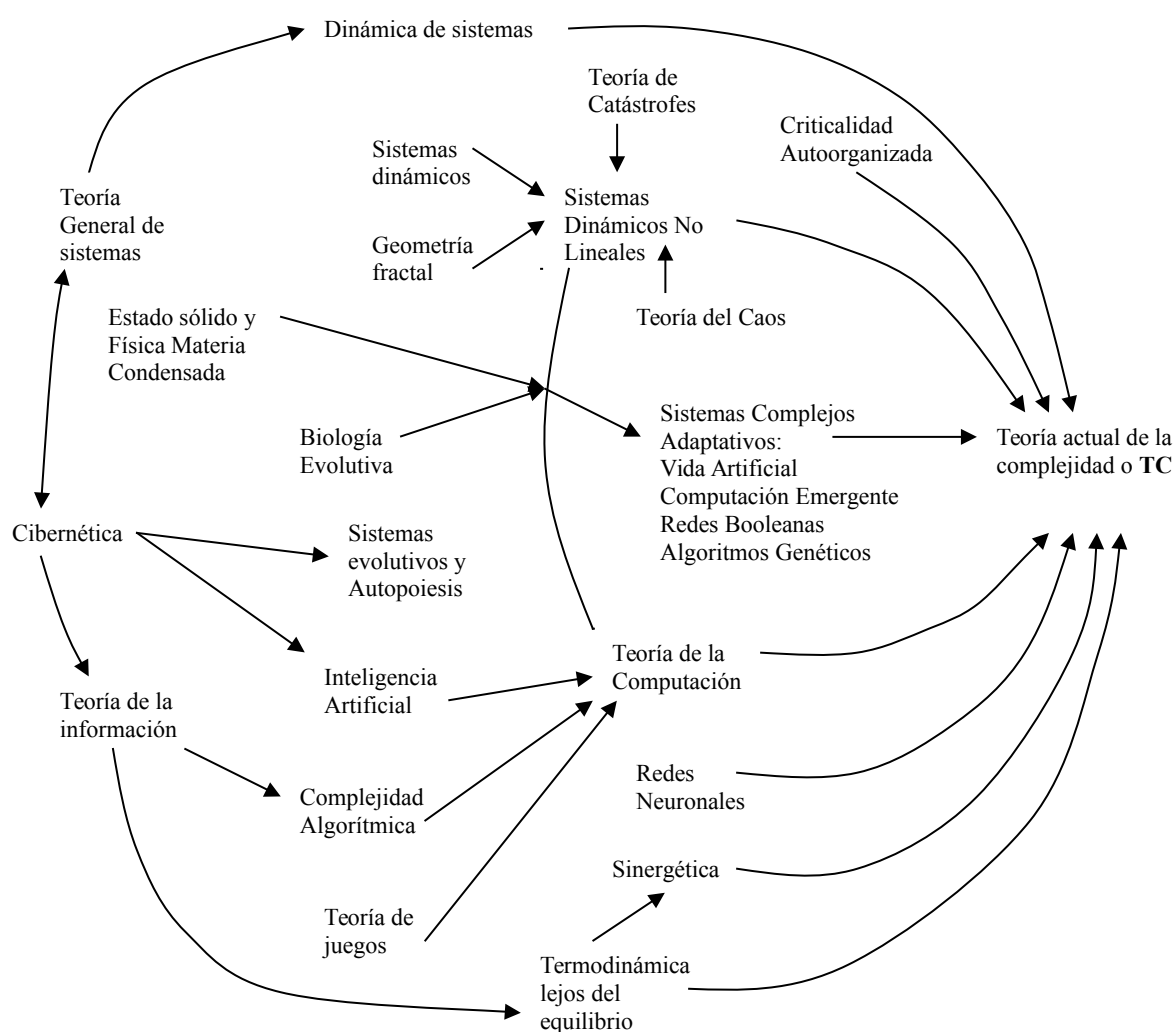 Dinámica de sistemas
Teoría de
Catástrofes
Criticalidad
Autoorganizada
Sistemas
dinámicos
Teoría
General de
sistemas
Sistemas
Dinámicos No
Lineales
Geometría
fractal
Estado sólido y
Física Materia
Condensada
Teoría del Caos
Biología
Evolutiva
Sistemas Complejos
Adaptativos:
Vida Artificial
Computación Emergente
Redes Booleanas
Algoritmos Genéticos
Teoría actual de la
complejidad o TC
Cibernética
Sistemas
evolutivos y
Autopoiesis
Teoría de la
Computación
Inteligencia
Artificial
Teoría de la
información
Redes
Neuronales
Complejidad
Algorítmica
Sinergética
Teoría de
juegos
Termodinámica
lejos del
equilibrio